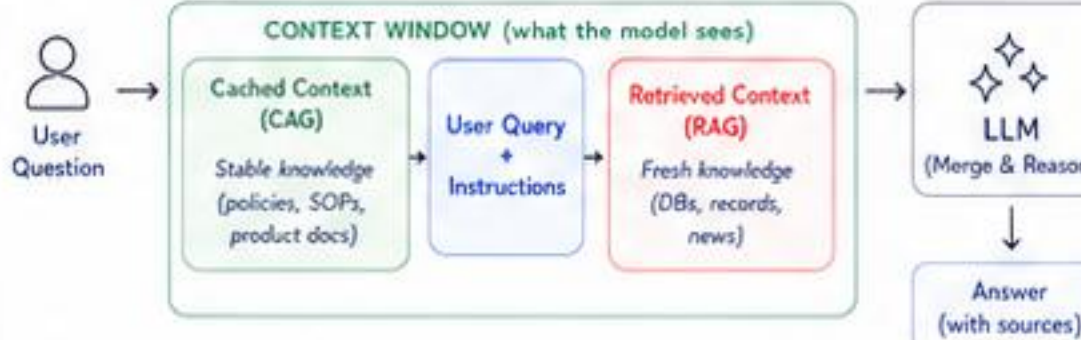 CONTEXT WINDOW (what the model sees)
User
Question
Cached Context
(CAG)
Stable knowledge
(policies, SOPs,
product docs)
User Query
+
Instructions
Retrieved Context
(RAG)
Fresh knowledge
(DBs, records,
news)
LLM
(Merge & Reason
Answer
(with sources)